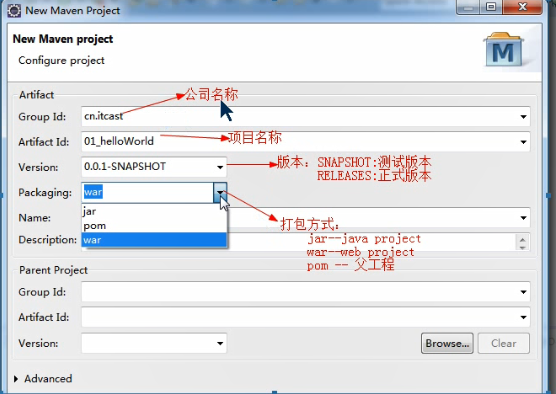 New Maven Project
New Maven project
Configure project
M
Artifact
公司名称
Group Id: cn.itcast
Artifact Id: 01_helloWorld 项目名称
Version: 0.0.1-SNAPSHOT 版本：SNAPSHOT:测试版本
RELEASES:正式版本
Packaging: war
jar
pom
war
打包方式：
Name:
Description:
jar--java project
war--web project
pom -- 父工程
Parent Project
Group Id:
Artifact Id:
Version: Browse... Clear
Advanced